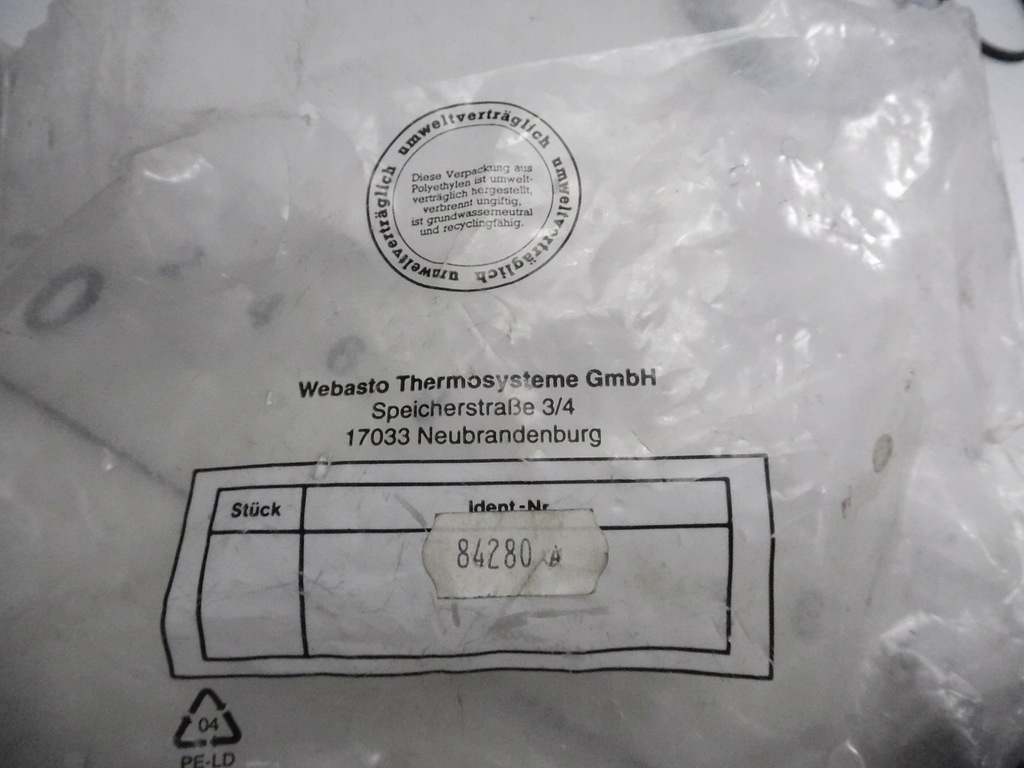 umweltverträglich umweltverträglich umweltverträglich
Diese Verpackung aus
Polyethylen ist umwelt-
verträglich hergestellt,
verbrennt ungiftig,
ist grundwasserneutral
und recyclingfähig.
Webasto Thermosysteme GmbH
Speicherstraße 3/4
17033 Neubrandenburg
Stück Ident-Nr
84280 A
04
PE-LD